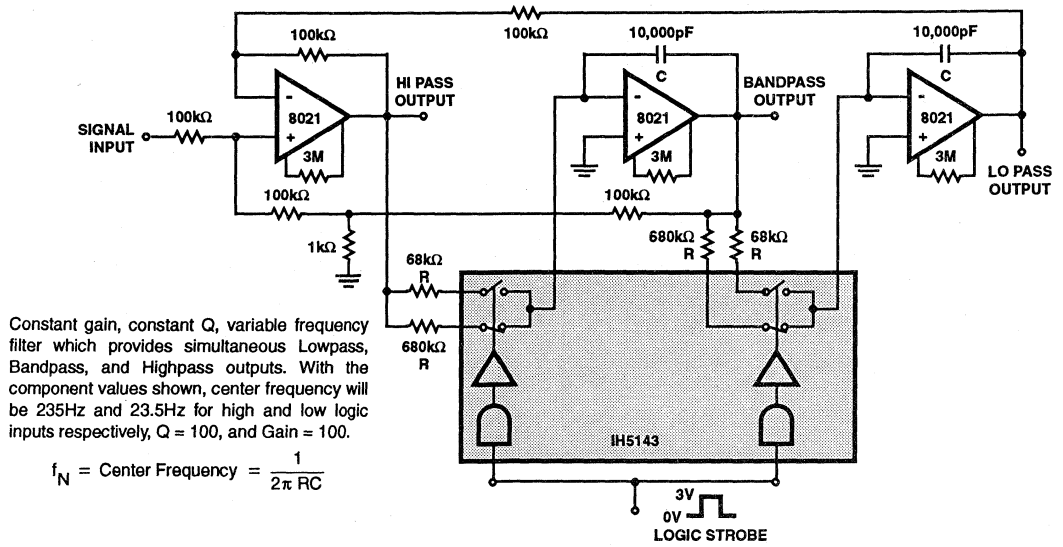 100kΩ
100kΩ
10,000pF
C
10,000pF
C
HI PASS
OUTPUT
BANDPASS
OUTPUT
LO PASS
OUTPUT
SIGNAL
INPUT
100kΩ
-
8021
+
3M
-
8021
+
3M
-
8021
+
3M
100kΩ
100kΩ
1kΩ
68kΩ
R
680kΩ
R
680kΩ
R
68kΩ
R
IH5143
3V
0V
LOGIC STROBE
Constant gain, constant Q, variable frequency
filter which provides simultaneous Lowpass,
Bandpass, and Highpass outputs. With the
component values shown, center frequency will
be 235Hz and 23.5Hz for high and low logic
inputs respectively, Q = 100, and Gain = 100.
fN = Center Frequency = 1 / 2π RC